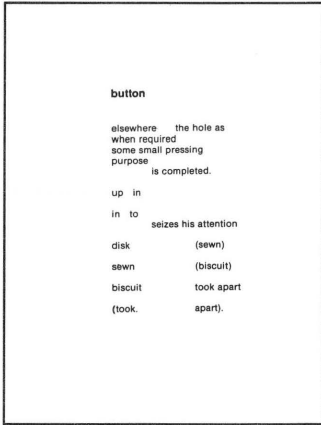 button
elsewhere the hole as
when required
some small pressing
purpose
is completed.
up in
in to
seizes his attention
disk (sewn)
sewn (biscuit)
biscuit took apart
(took. apart).